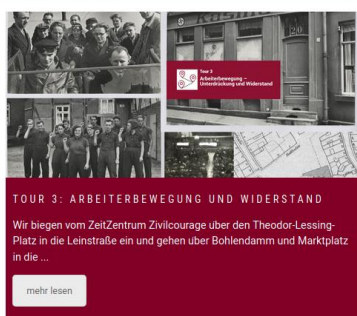 Tour 3
Arbeiterbewegung –
Unterdrückung und Widerstand
TOUR 3: ARBEITERBEWEGUNG UND WIDERSTAND
Wir biegen vom ZeitZentrum Zivilcourage über den Theodor-Lessing-
Platz in die Leinstraße ein und gehen über Bohlendamm und Marktplatz
in die ...
mehr lesen